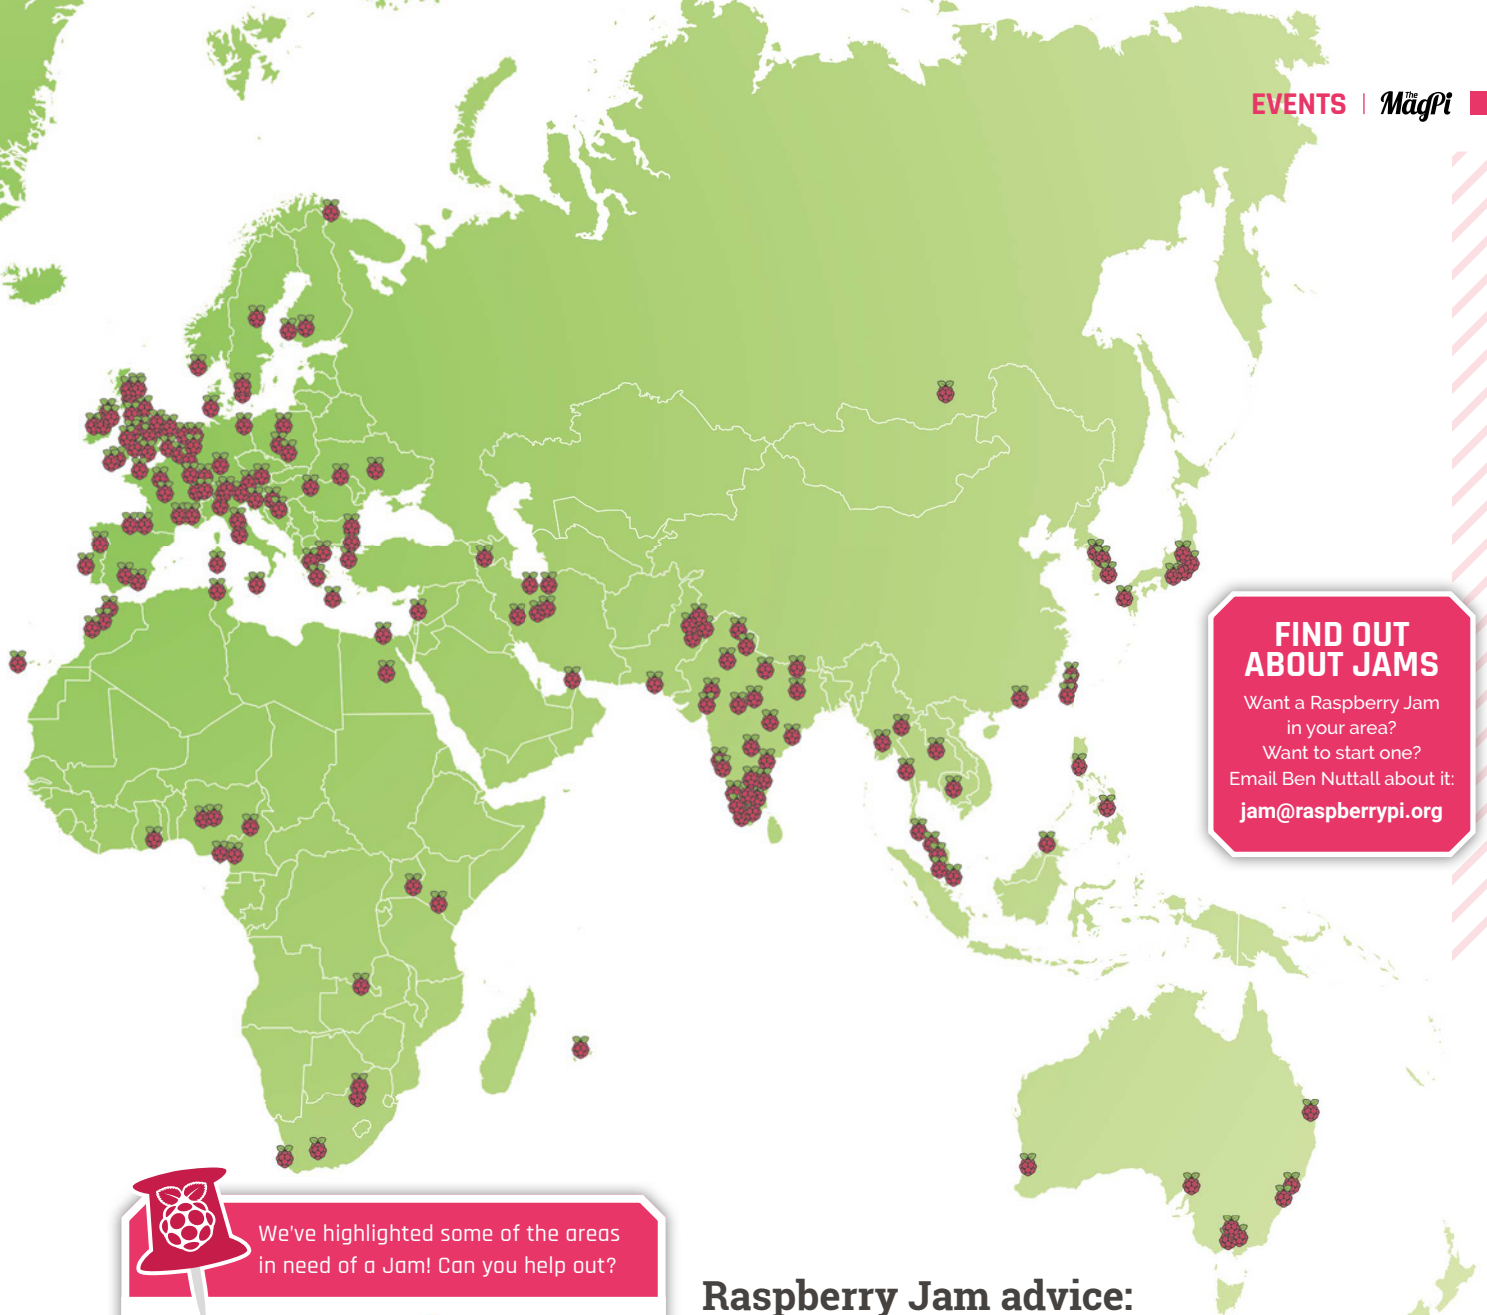 EVENTS | The MagPi
FIND OUT
ABOUT JAMS
Want a Raspberry Jam
in your area?
Want to start one?
Email Ben Nuttall about it:
jam@raspberrypi.org
We've highlighted some of the areas
in need of a Jam! Can you help out?
Raspberry Jam advice: